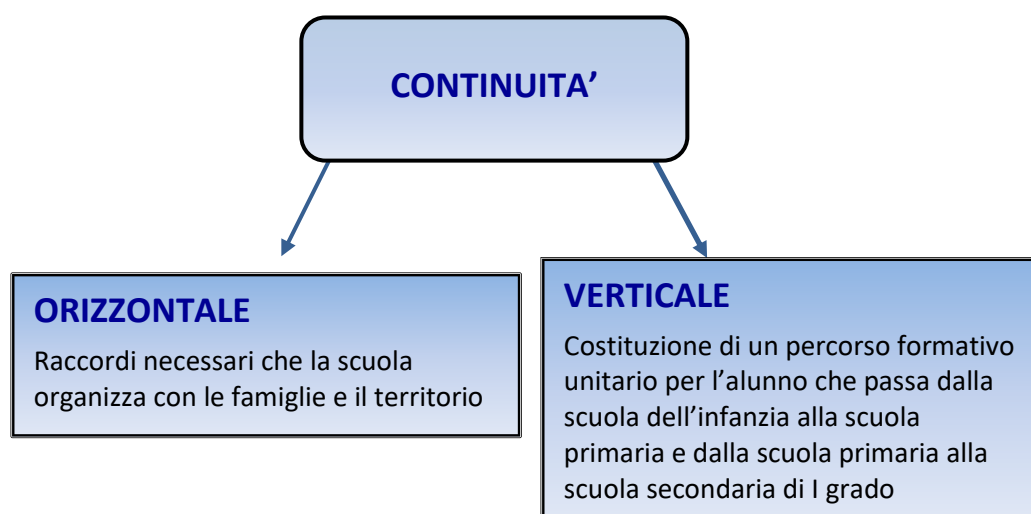 CONTINUITA’
ORIZZONTALE
Raccordi necessari che la scuola
organizza con le famiglie e il territorio
VERTICALE
Costituzione di un percorso formativo
unitario per l’alunno che passa dalla
scuola dell’infanzia alla scuola
primaria e dalla scuola primaria alla
scuola secondaria di I grado